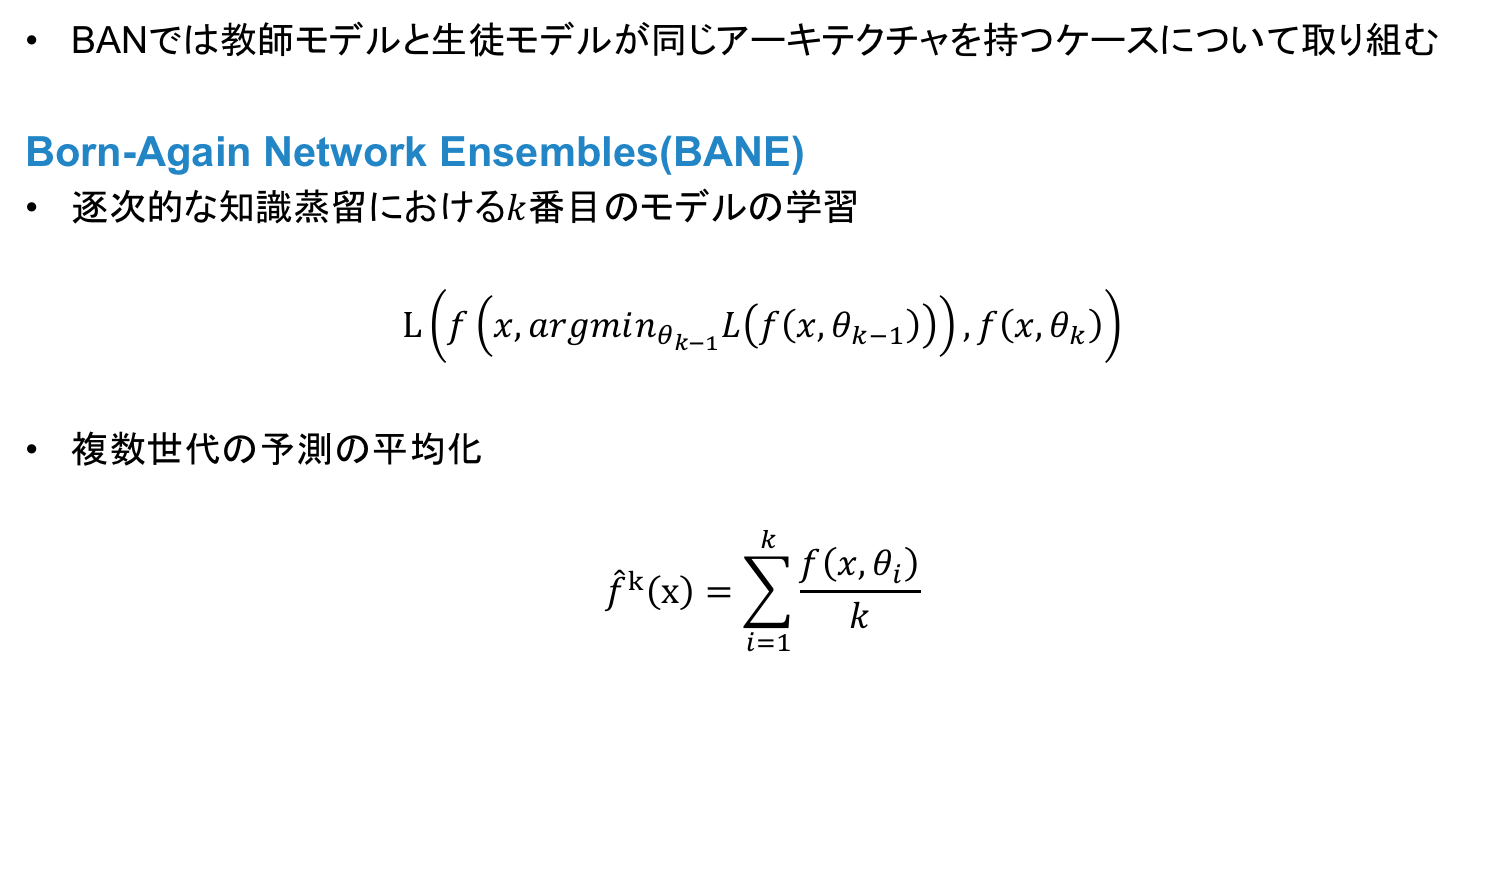 • BANでは教師モデルと生徒モデルが同じアーキテクチャを持つケースについて取り組む
Born-Again Network Ensembles(BANE)
• 逐次的な知識蒸留における𝑘番目のモデルの学習
L(𝑓(𝑥, 𝑎𝑟𝑔𝑚𝑖𝑛_{𝜃_{𝑘−1}} 𝐿(𝑓(𝑥, 𝜃_{𝑘−1}))), 𝑓(𝑥, 𝜃_𝑘))
• 複数世代の予測の平均化
\hat{𝑓}^k(x) = \sum_{𝑖=1}^{𝑘} \frac{𝑓(𝑥, 𝜃_𝑖)}{𝑘}